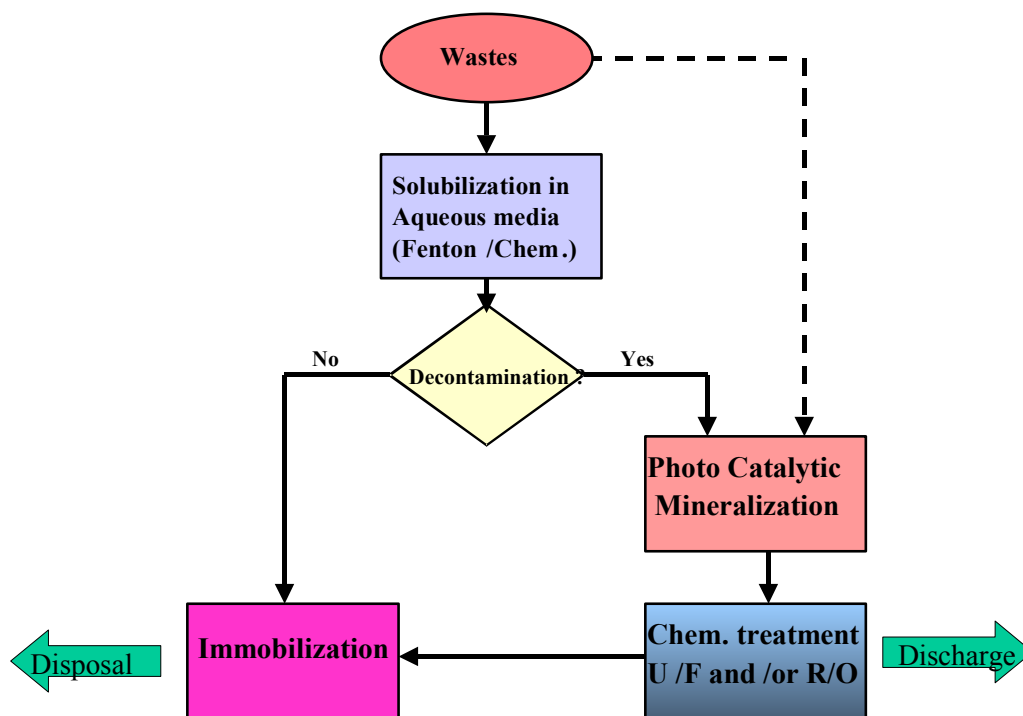 Wastes
Solubilization in
Aqueous media
(Fenton /Chem.)
No
Yes
Decontamination ?
Photo Catalytic
Mineralization
Immobilization
Chem. treatment
U /F and /or R/O
Disposal
Discharge